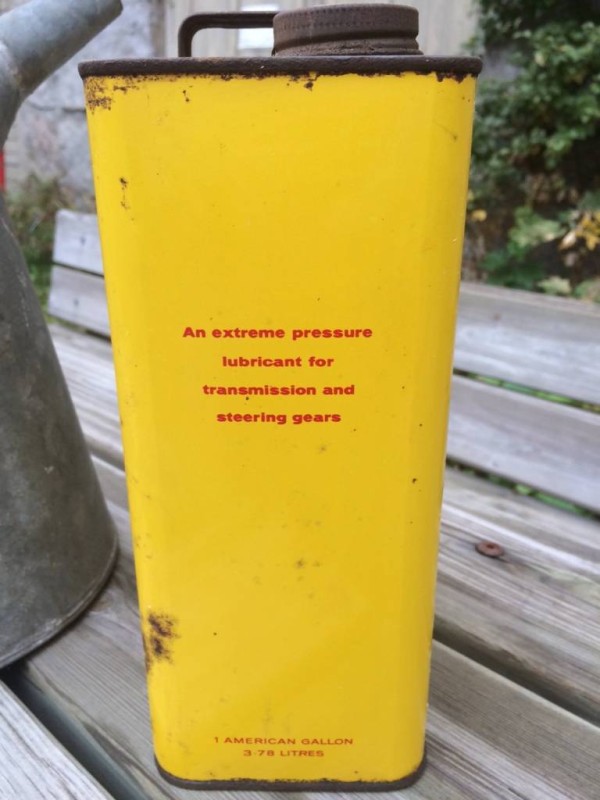 An extreme pressure
lubricant for
transmission and
steering gears
1 AMERICAN GALLON
3·78 LITRES